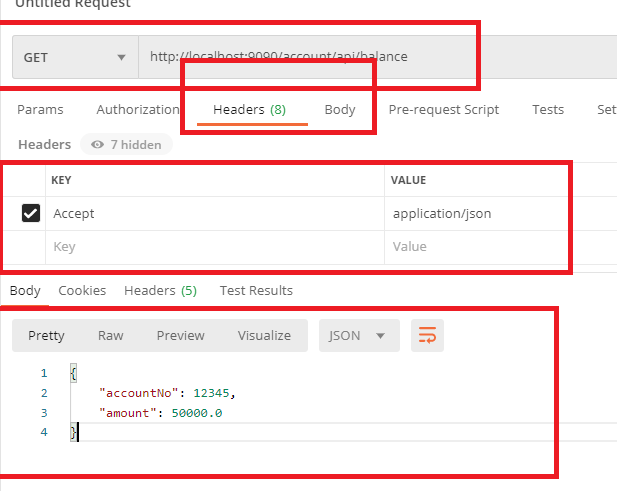 Untitled Request
GET http://localhost:9090/account/api/balance
Params Authorization Headers (8) Body Pre-request Script Tests Set
Headers 7 hidden
KEY VALUE
Accept application/json
Key Value
Body Cookies Headers (5) Test Results
Pretty Raw Preview Visualize JSON
1 {
2 "accountNo": 12345,
3 "amount": 50000.0
4 }